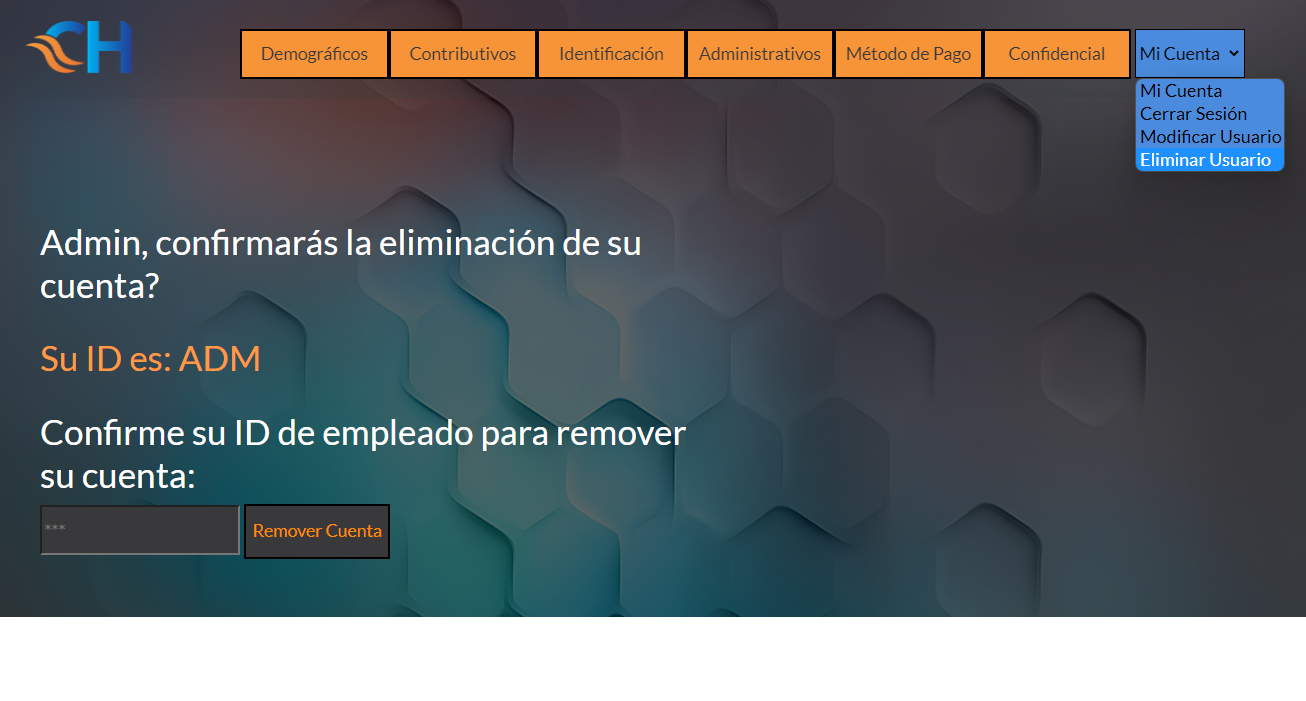 CH
Demográficos
Contributivos
Identificación
Administrativos
Método de Pago
Confidencial
Mi Cuenta
Mi Cuenta
Cerrar Sesión
Modificar Usuario
Eliminar Usuario
Admin, confirmarás la eliminación de su
cuenta?
Su ID es: ADM
Confirme su ID de empleado para remover
su cuenta:
***
Remover Cuenta